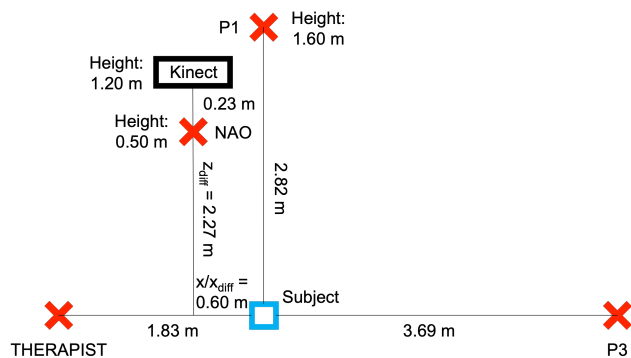 P1
Height:
1.60 m
Height:
1.20 m
Kinect
0.23 m
Height:
0.50 m
NAO
zdiff = 2.27 m
2.82 m
x/xdiff =
0.60 m
Subject
1.83 m
3.69 m
THERAPIST
P3